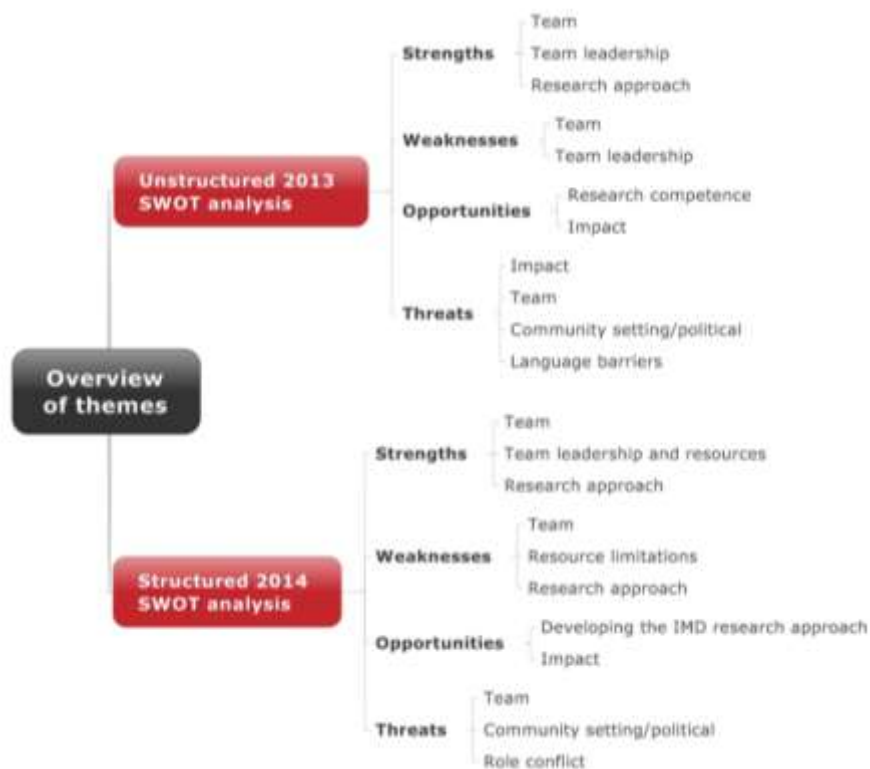 Overview
of themes
Unstructured 2013
SWOT analysis
Strengths
Team
Team leadership
Research approach
Weaknesses
Team
Team leadership
Opportunities
Research competence
Impact
Threats
Impact
Team
Community setting/political
Language barriers
Structured 2014
SWOT analysis
Strengths
Team
Team leadership and resources
Research approach
Weaknesses
Team
Resource limitations
Research approach
Opportunities
Developing the IMD research approach
Impact
Threats
Team
Community setting/political
Role conflict